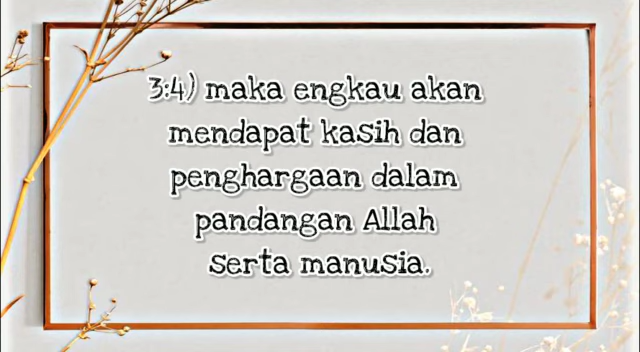 3:4) maka engkau akan
mendapat kasih dan
penghargaan dalam
pandangan Allah
serta manusia.